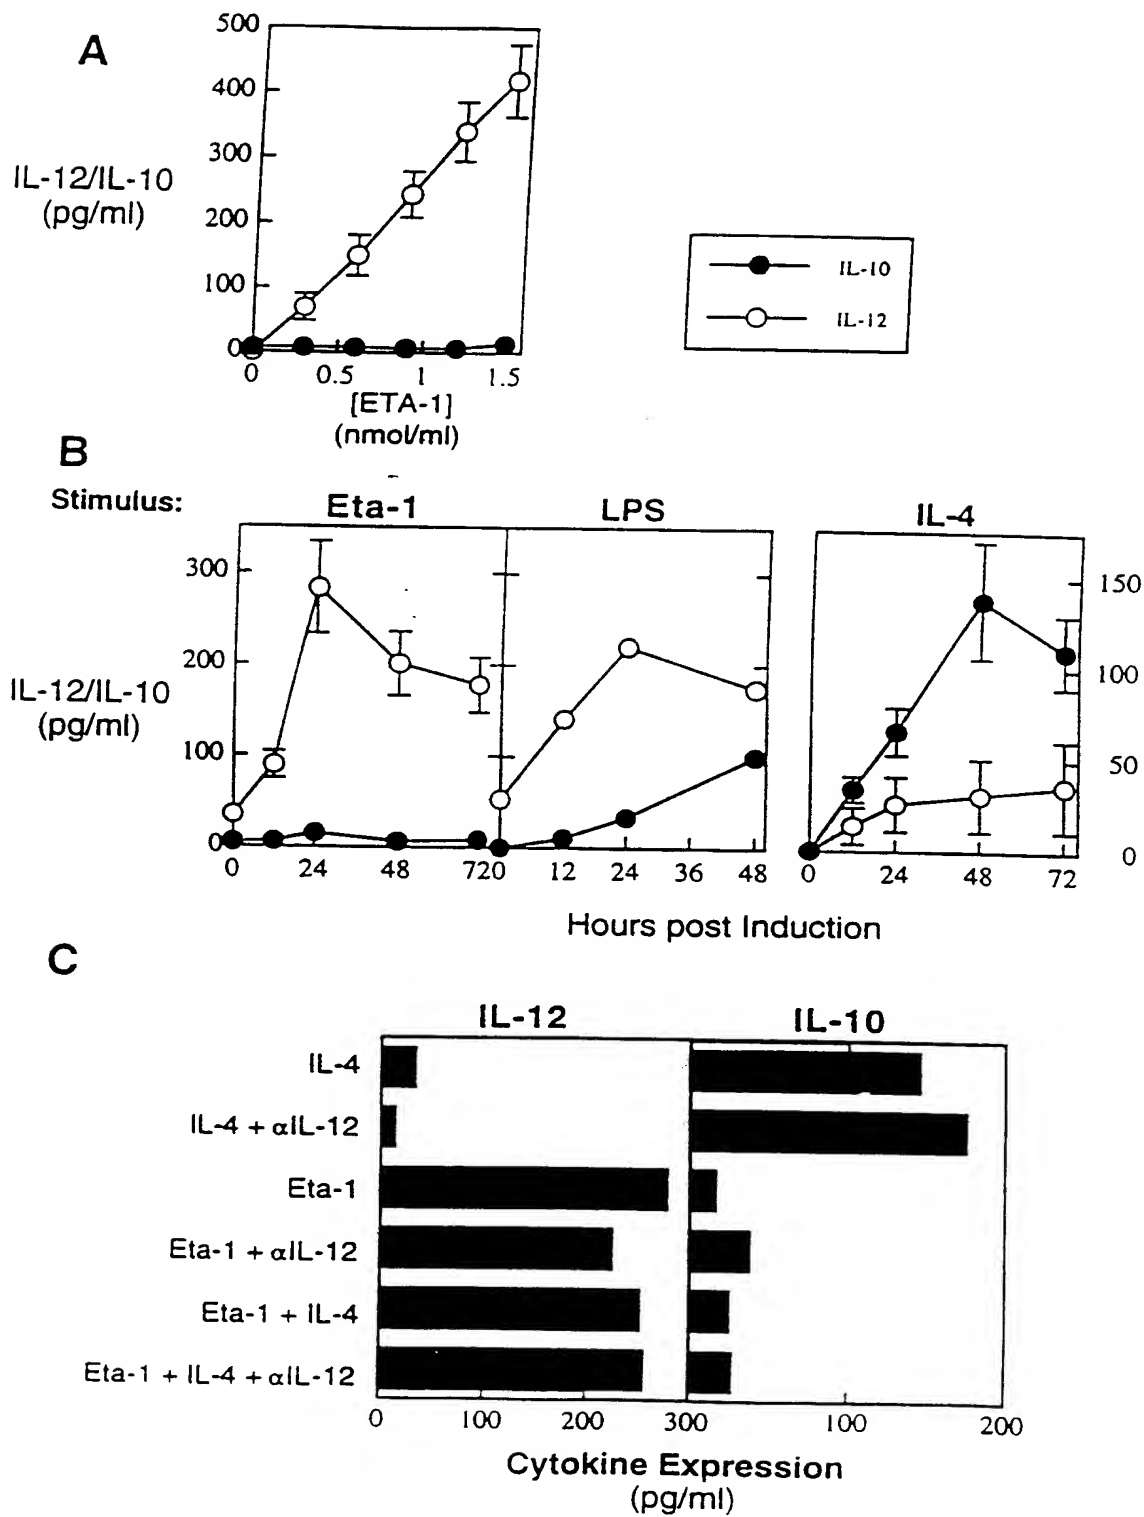 A
500
400
300
200
100
0
IL-12/IL-10
(pg/ml)
0 0.5 1 1.5
[ETA-1]
(nmol/ml)
IL-10
IL-12
B
Stimulus: Eta-1 LPS IL-4
300
200
100
0
IL-12/IL-10
(pg/ml)
150
100
50
0
0 24 48 720 12 24 36 48 0 24 48 72
Hours post Induction
C
IL-12 IL-10
IL-4
IL-4 + αIL-12
Eta-1
Eta-1 + αIL-12
Eta-1 + IL-4
Eta-1 + IL-4 + αIL-12
0 100 200 300 100 200
Cytokine Expression
(pg/ml)